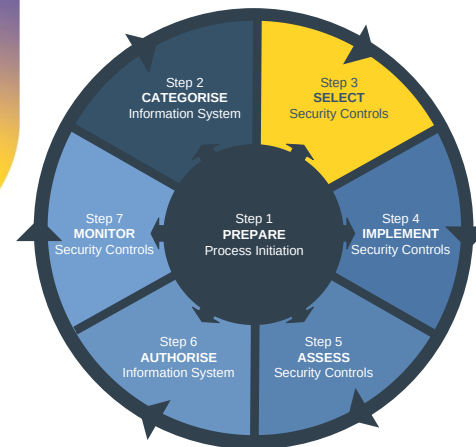 Step 1
PREPARE
Process Initiation
Step 2
CATEGORISE
Information System
Step 3
SELECT
Security Controls
Step 4
IMPLEMENT
Security Controls
Step 5
ASSESS
Security Controls
Step 6
AUTHORISE
Information System
Step 7
MONITOR
Security Controls